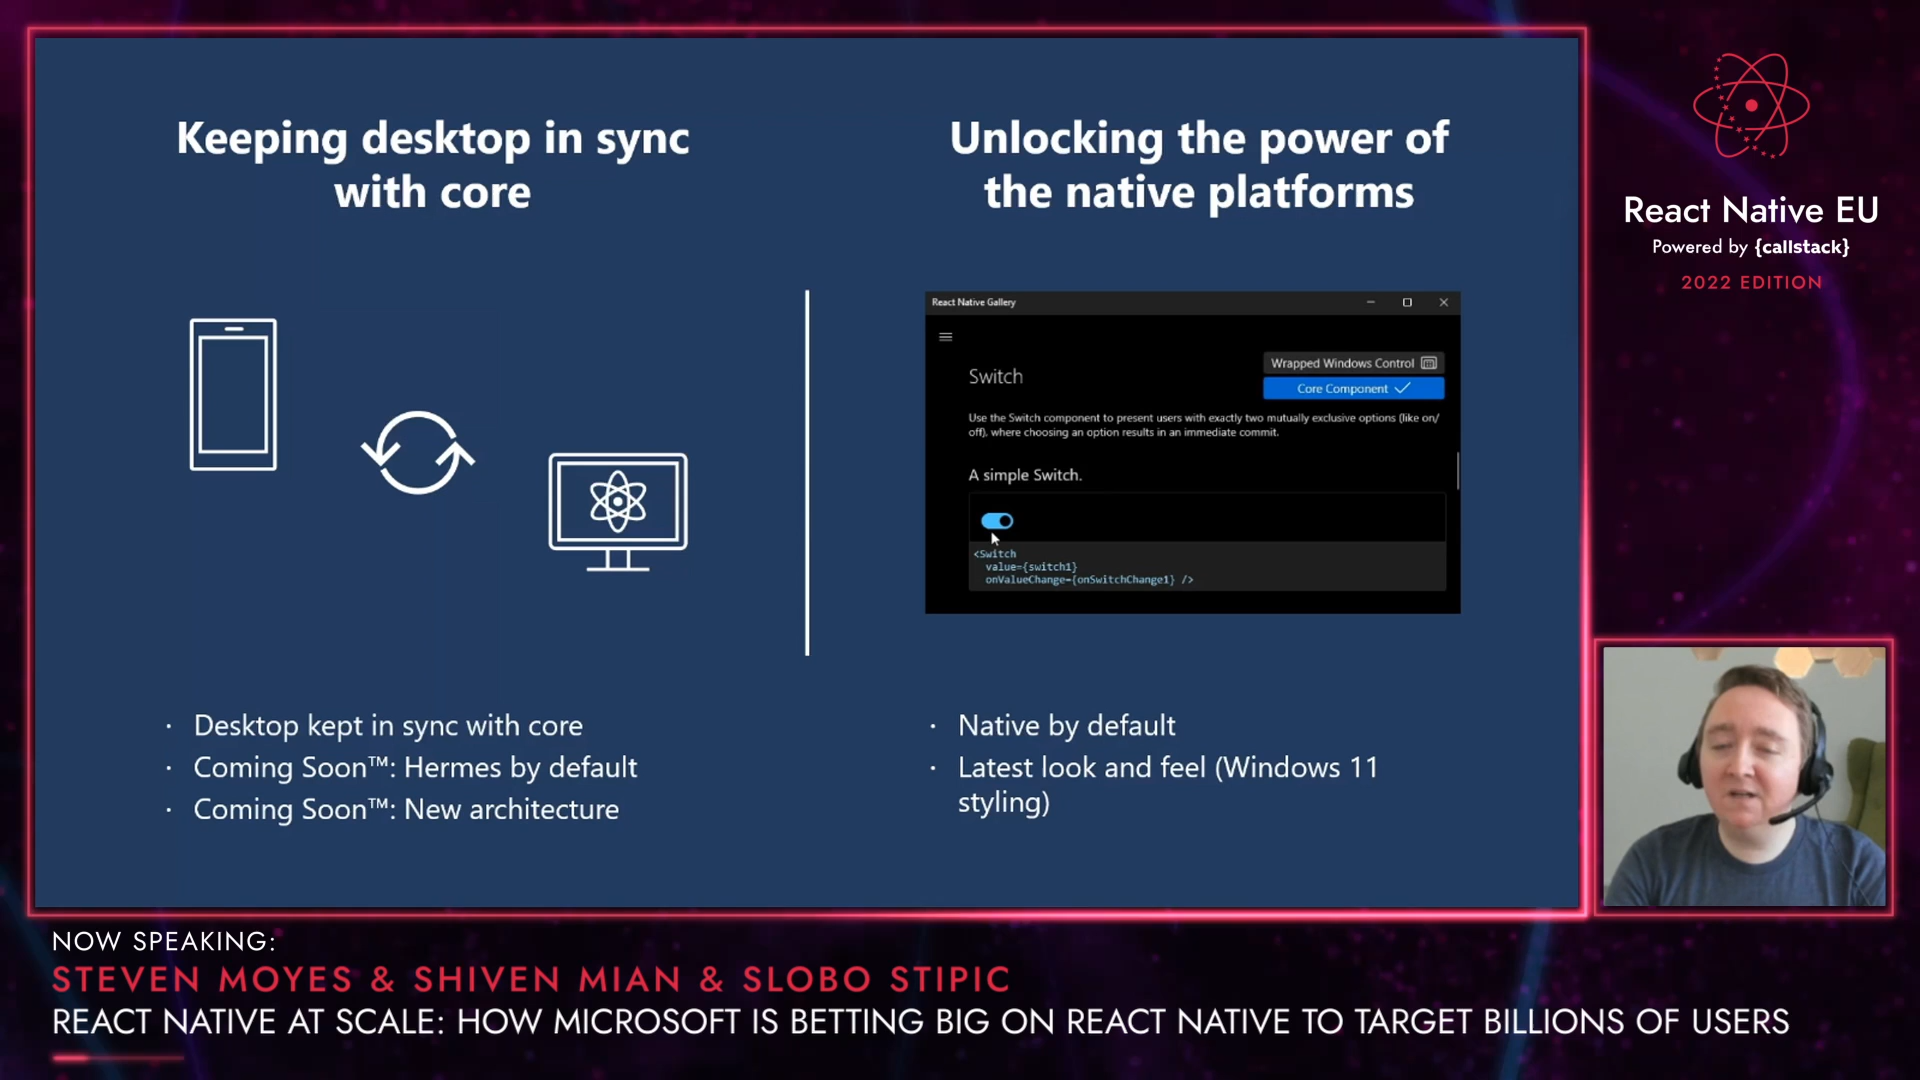 Keeping desktop in sync
with core
Unlocking the power of
the native platforms
React Native Gallery
Switch
Wrapped Windows Control
Core Component
Use the Switch component to present users with exactly two mutually exclusive options (like on/
off), where choosing an option results in an immediate commit.
A simple Switch.
<Switch
value={switch1}
onValueChange={onSwitchChange1} />
· Desktop kept in sync with core
· Coming Soon™: Hermes by default
· Coming Soon™: New architecture
· Native by default
· Latest look and feel (Windows 11
styling)
React Native EU
Powered by {callstack}
2022 EDITION
NOW SPEAKING:
STEVEN MOYES & SHIVEN MIAN & SLOBO STIPIC
REACT NATIVE AT SCALE: HOW MICROSOFT IS BETTING BIG ON REACT NATIVE TO TARGET BILLIONS OF USERS